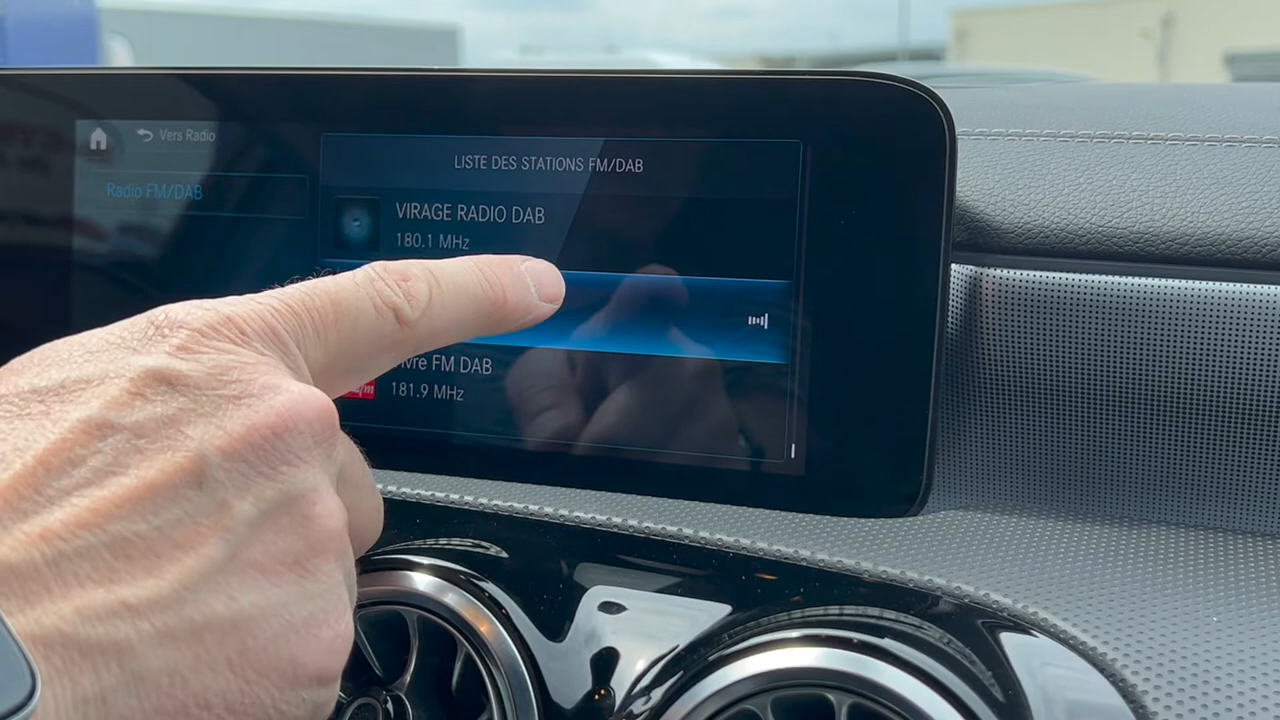 Vers Radio
Radio FM/DAB
LISTE DES STATIONS FM/DAB
VIRAGE RADIO DAB
180.1 MHz
FM DAB
181.9 MHz